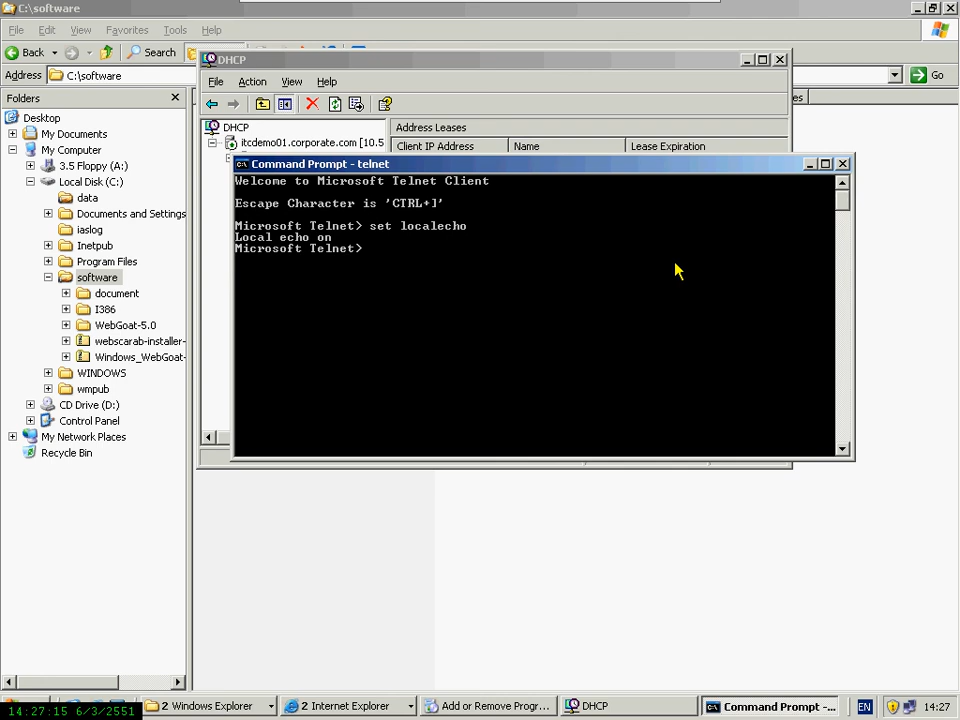 C:\software
File Edit View Favorites Tools Help
Back Search
Address C:\software Go
Folders
Desktop
My Documents
My Computer
3.5 Floppy (A:)
Local Disk (C:)
data
Documents and Settings
iaslog
Inetpub
Program Files
software
document
I386
WebGoat-5.0
webscarab-installer-
Windows_WebGoat-
WINDOWS
wmpub
CD Drive (D:)
Control Panel
My Network Places
Recycle Bin
DHCP
File Action View Help
DHCP
itcdemo01.corporate.com [10.5
Address Leases
Client IP Address Name Lease Expiration
Command Prompt - telnet
Welcome to Microsoft Telnet Client
Escape Character is 'CTRL+]'
Microsoft Telnet> set localecho
Local echo on
Microsoft Telnet>
14:27:15 6/3/2551
2 Windows Explorer 2 Internet Explorer Add or Remove Progr... DHCP Command Prompt -... EN 14:27